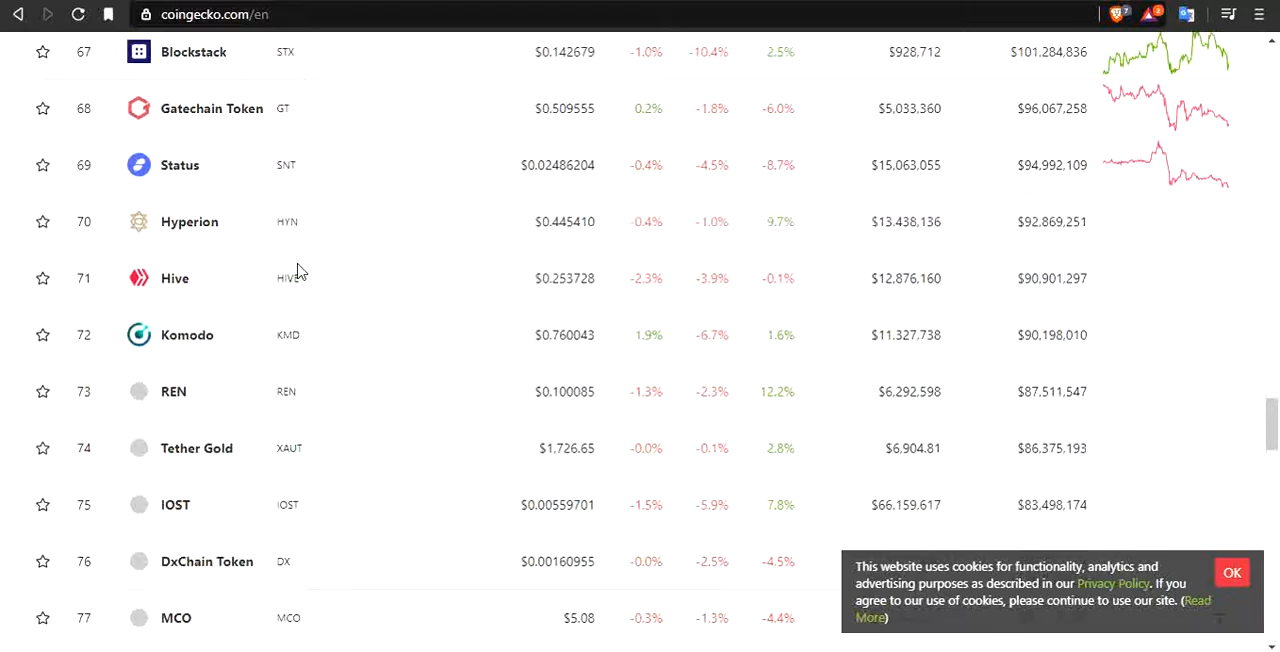 coingecko.com/en 7 2
67 Blockstack STX $0.142679 -1.0% -10.4% 2.5% $928,712 $101,284,836
68 Gatechain Token GT $0.509555 0.2% -1.8% -6.0% $5,033,360 $96,067,258
69 Status SNT $0.02486204 -0.4% -4.5% -8.7% $15,063,055 $94,992,109
70 Hyperion HYN $0.445410 -0.4% -1.0% 9.7% $13,438,136 $92,869,251
71 Hive HIVE $0.253728 -2.3% -3.9% -0.1% $12,876,160 $90,901,297
72 Komodo KMD $0.760043 1.9% -6.7% 1.6% $11,327,738 $90,198,010
73 REN REN $0.100085 -1.3% -2.3% 12.2% $6,292,598 $87,511,547
74 Tether Gold XAUT $1,726.65 -0.0% -0.1% 2.8% $6,904.81 $86,375,193
75 IOST IOST $0.00559701 -1.5% -5.9% 7.8% $66,159,617 $83,498,174
76 DxChain Token DX $0.00160955 -0.0% -2.5% -4.5%
77 MCO MCO $5.08 -0.3% -1.3% -4.4%
This website uses cookies for functionality, analytics and
advertising purposes as described in our Privacy Policy. If you
agree to our use of cookies, please continue to use our site. (Read
More)
OK